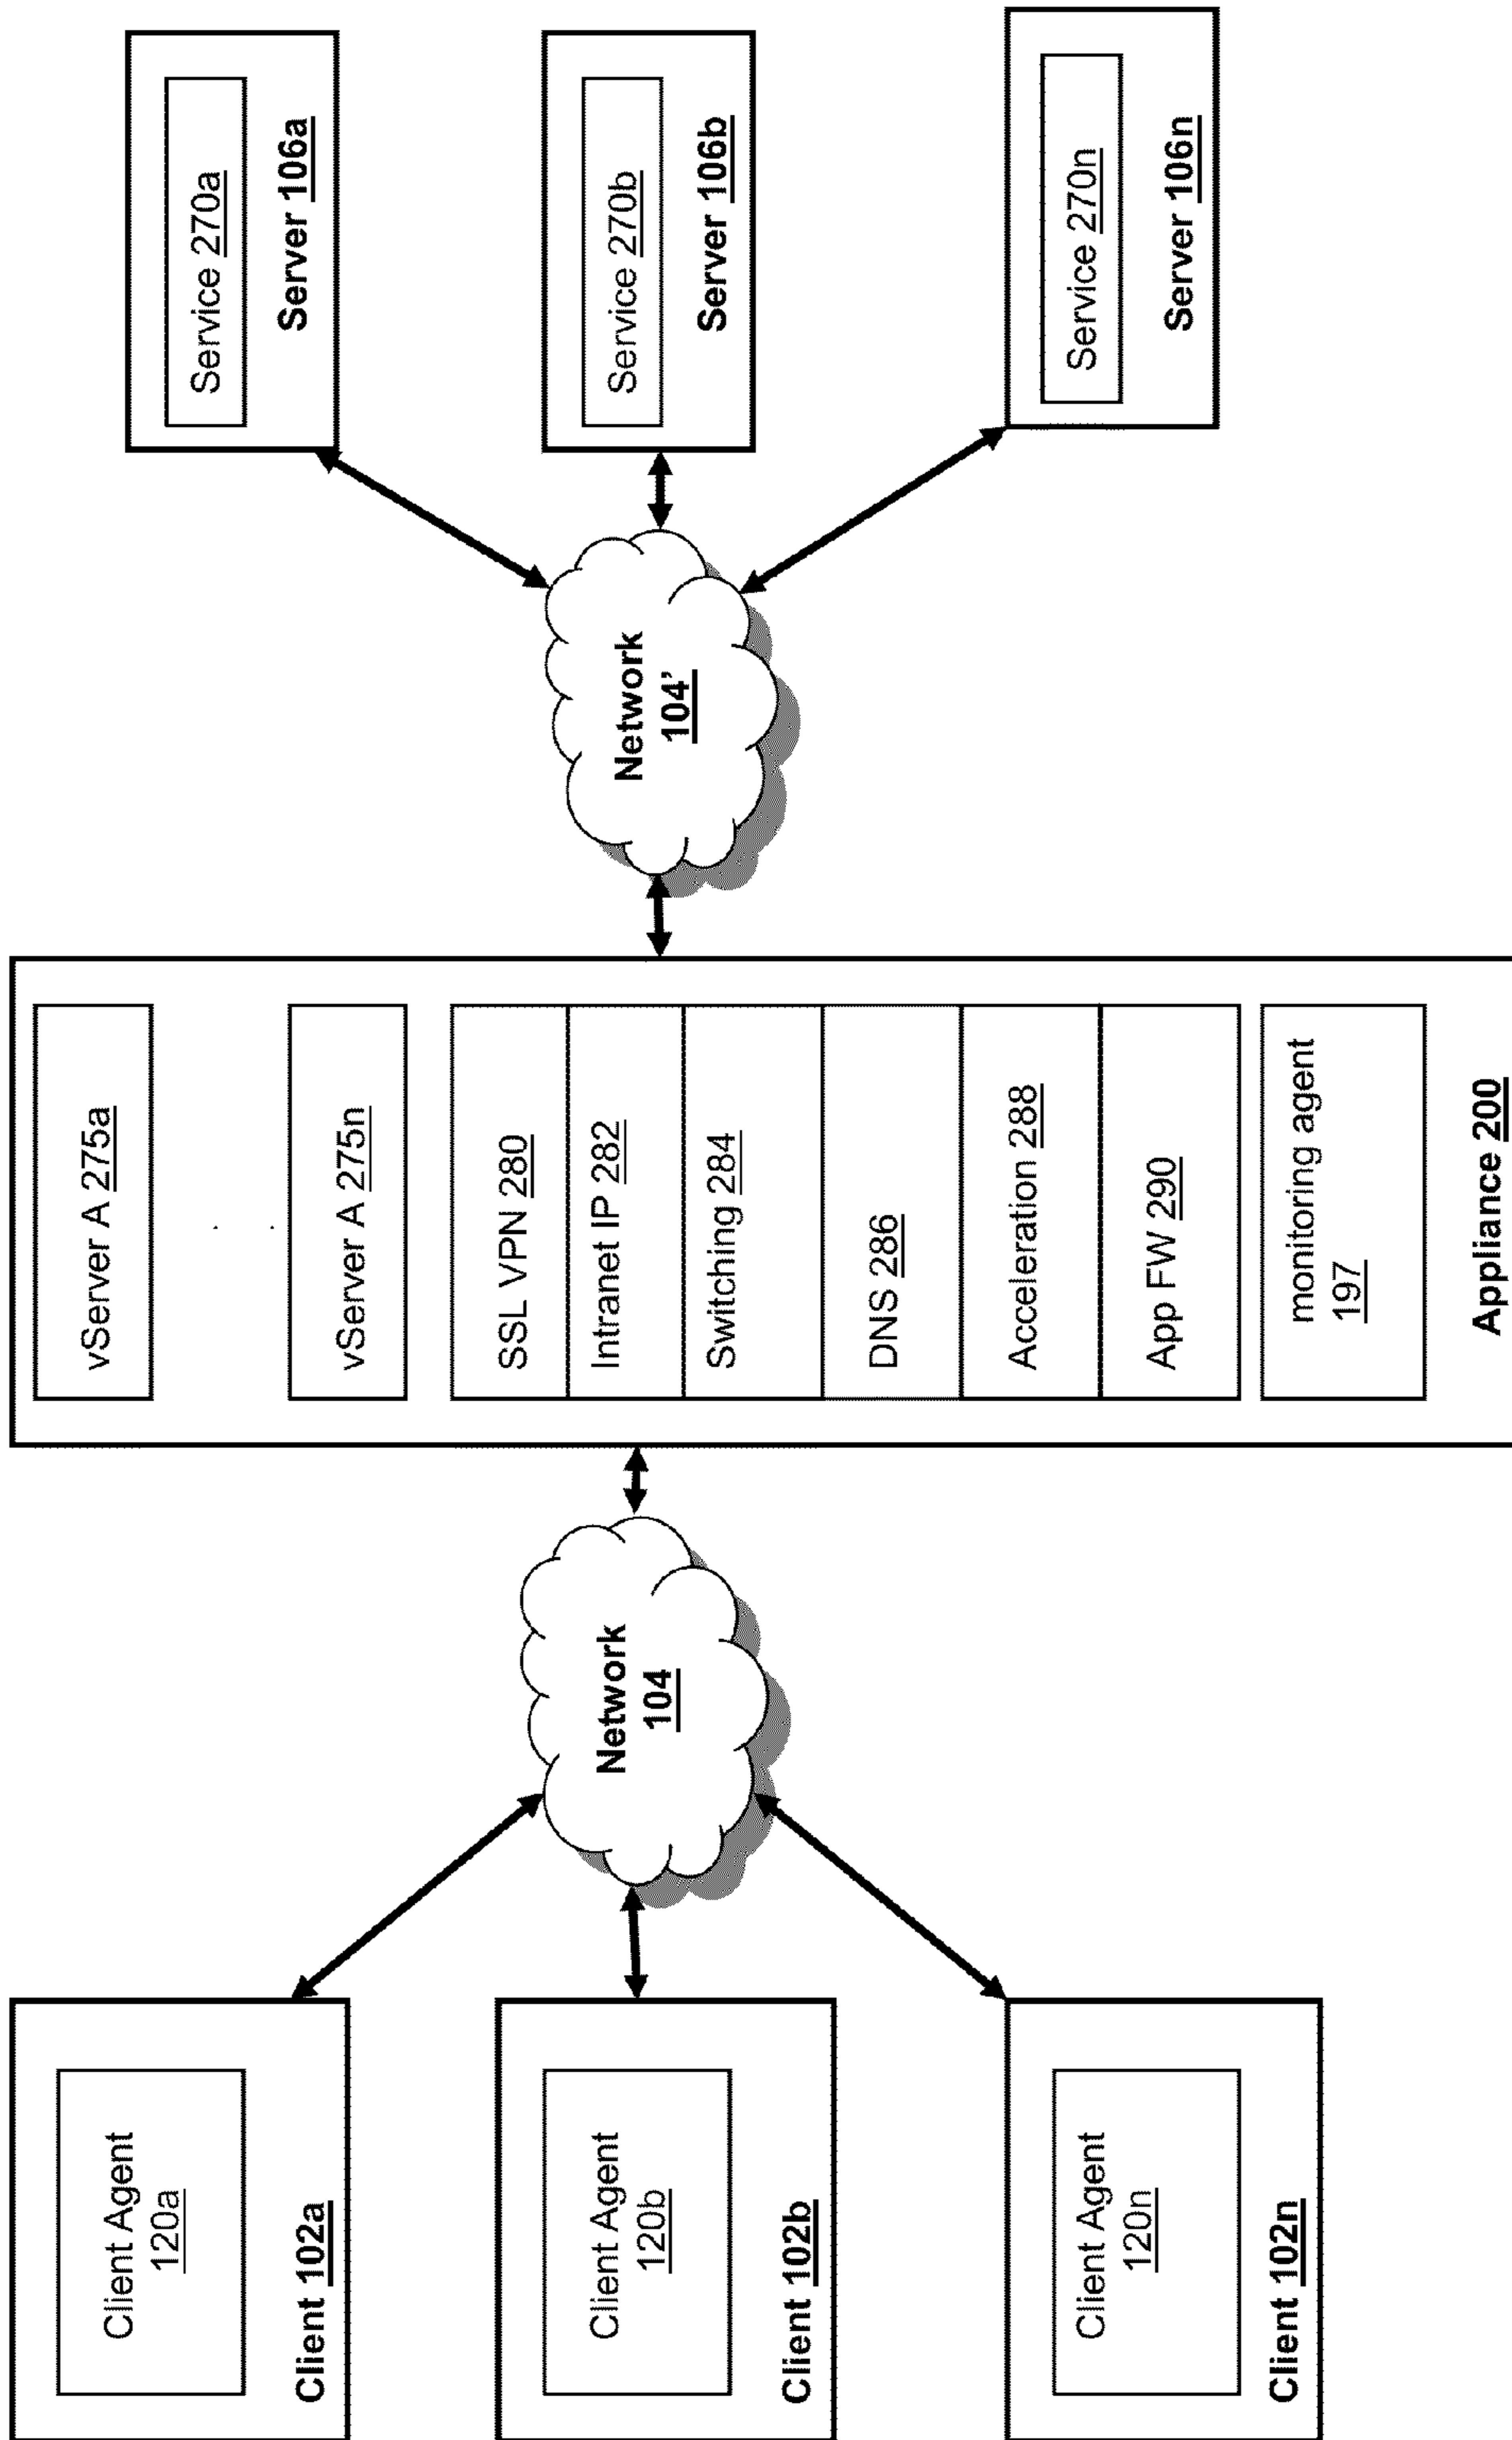 Client Agent
120a
Client 102a
Client Agent
120b
Client 102b
Client Agent
120n
Client 102n
Network
104
vServer A 275a
vServer A 275n
SSL VPN 280
Intranet IP 282
Switching 284
DNS 286
Acceleration 288
App FW 290
monitoring agent
197
Appliance 200
Network
104’
Service 270a
Server 106a
Service 270b
Server 106b
Service 270n
Server 106n